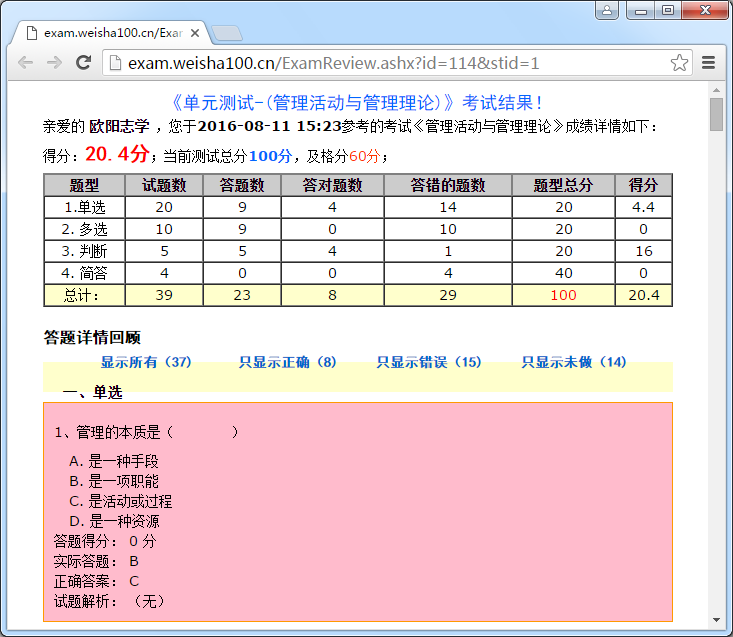 exam.weisha100.cn/Exar
exam.weisha100.cn/ExamReview.ashx?id=114&stid=1
《单元测试-(管理活动与管理理论)》考试结果！
亲爱的 欧阳志学 ，您于2016-08-11 15:23参考的考试《管理活动与管理理论》成绩详情如下：
得分：20.4分；当前测试总分100分，及格分60分；
题型 试题数 答题数 答对题数 答错的题数 题型总分 得分
1.单选 20 9 4 14 20 4.4
2. 多选 10 9 0 10 20 0
3. 判断 5 5 4 1 20 16
4. 简答 4 0 0 4 40 0
总计： 39 23 8 29 100 20.4
答题详情回顾
显示所有（37） 只显示正确（8） 只显示错误（15） 只显示未做（14）
一、单选
1、管理的本质是（ ）
A. 是一种手段
B. 是一项职能
C. 是活动或过程
D. 是一种资源
答题得分： 0 分
实际答题： B
正确答案： C
试题解析： （无）